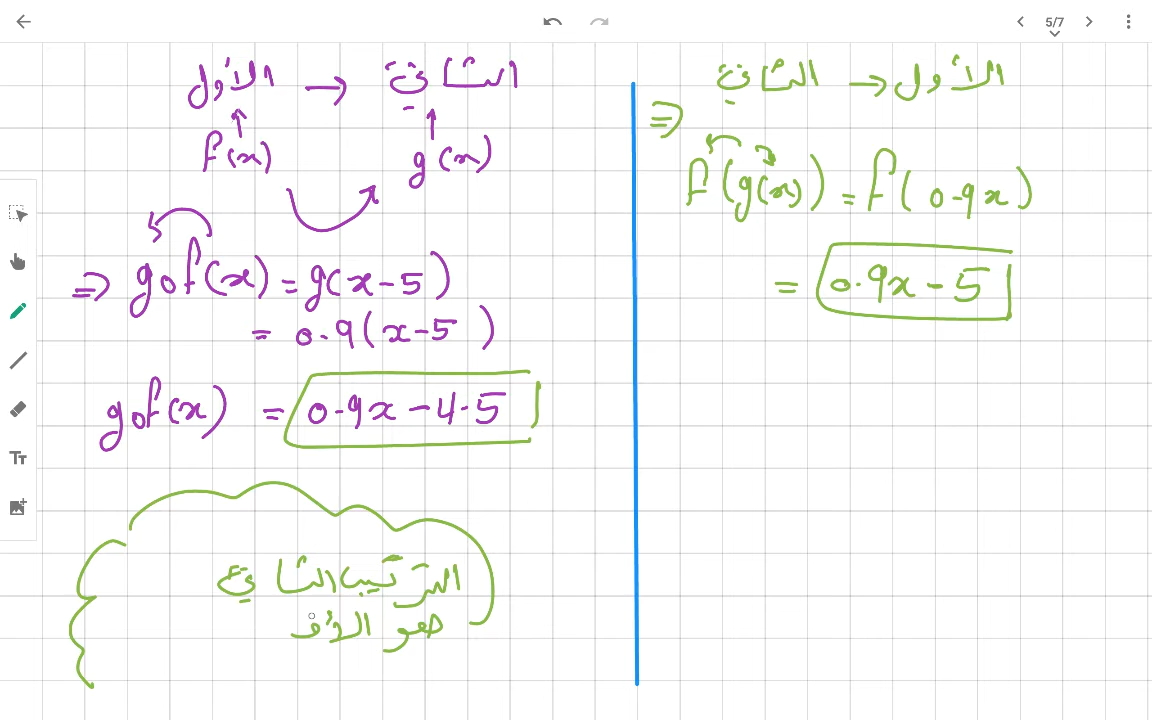 5/7
الأول → الثاني
f(x) g(x)
⇒ gof(x) = g(x-5)
= 0.9(x-5)
gof(x) = 0.9x - 4.5
الترتيب الثاني
هو
الثاني → الأول
⇒
f(g(x)) = f(0.9x)
= 0.9x - 5
Tт